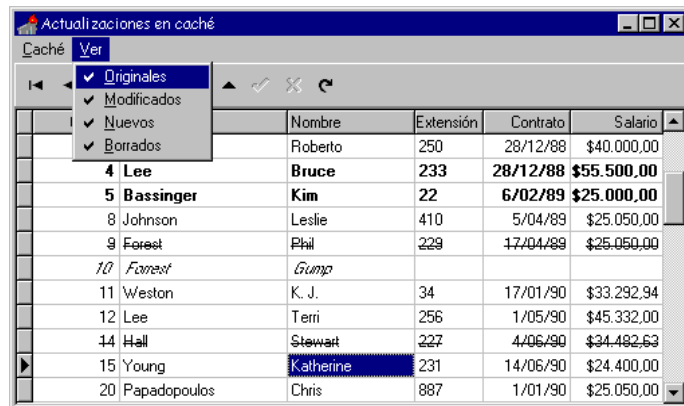 Actualizaciones en caché
Caché Ver
Originales
Modificados
Nuevos
Borrados
Nombre Extensión Contrato Salario
Roberto 250 28/12/88 $40.000,00
4 Lee Bruce 233 28/12/88 $55.500,00
5 Bassinger Kim 22 6/02/89 $25.000,00
8 Johnson Leslie 410 5/04/89 $25.050,00
9 Forest Phil 229 17/04/89 $25.050,00
10 Forrest Gump
11 Weston K. J. 34 17/01/90 $33.292,94
12 Lee Terri 256 1/05/90 $45.332,00
14 Hall Stewart 227 4/06/90 $34.482,63
15 Young Katherine 231 14/06/90 $24.400,00
20 Papadopoulos Chris 887 1/01/90 $25.050,00